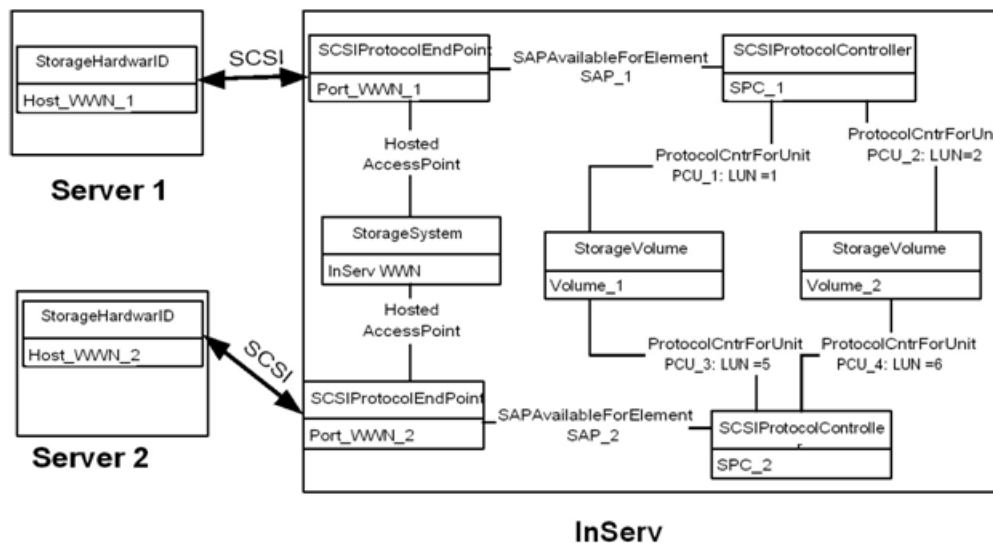 StorageHardwarID
Host_WWN_1
Server 1
SCSI
SCSIProtocolEndPoint
Port_WWN_1
SAPAvailableForElement
SAP_1
SCSIProtocolController
SPC_1
Hosted
AccessPoint
ProtocolCntrForUnit
PCU_1: LUN =1
ProtocolCntrForUnit
PCU_2: LUN=2
StorageSystem
InServ WWN
StorageVolume
Volume_1
StorageVolume
Volume_2
Hosted
AccessPoint
StorageHardwarID
Host_WWN_2
Server 2
SCSI
ProtocolCntrForUnit
PCU_3: LUN =5
ProtocolCntrForUnit
PCU_4: LUN =6
SCSIProtocolEndPoint
Port_WWN_2
SAPAvailableForElement
SAP_2
SCSIProtocolControlle
r
SPC_2
InServ